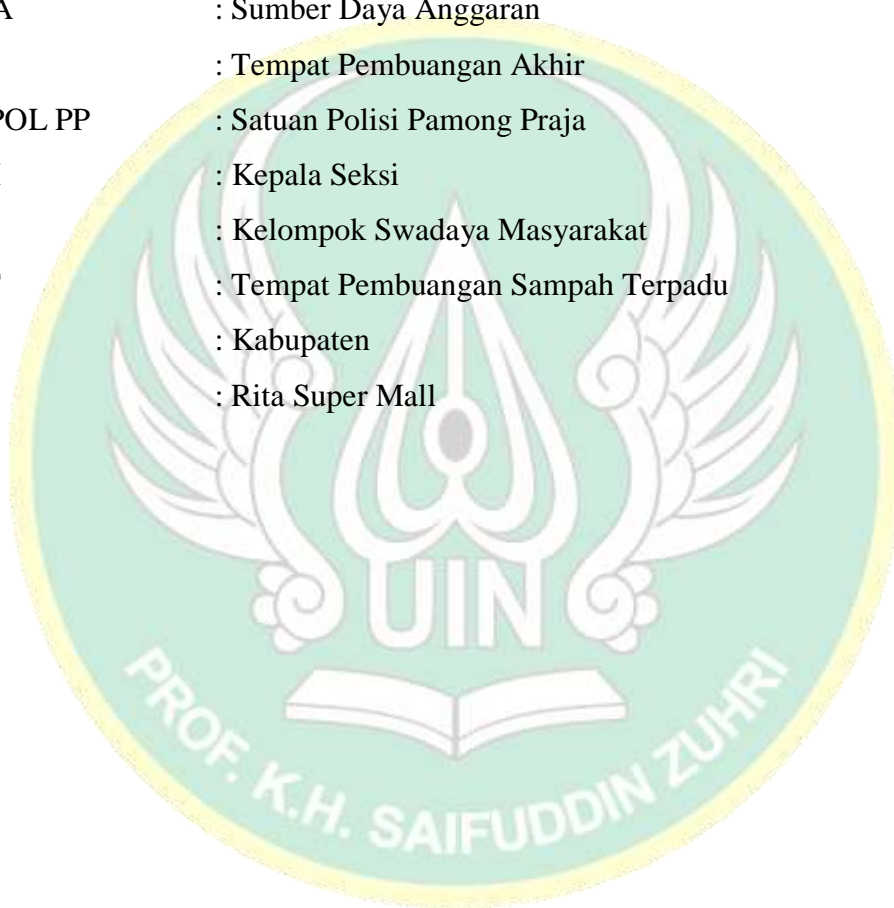 A : Sumber Daya Anggaran
: Tempat Pembuangan Akhir
POL PP : Satuan Polisi Pamong Praja
: Kepala Seksi
: Kelompok Swadaya Masyarakat
: Tempat Pembuangan Sampah Terpadu
: Kabupaten
: Rita Super Mall
UIN
PROF. K.H. SAIFUDDIN ZUHRI